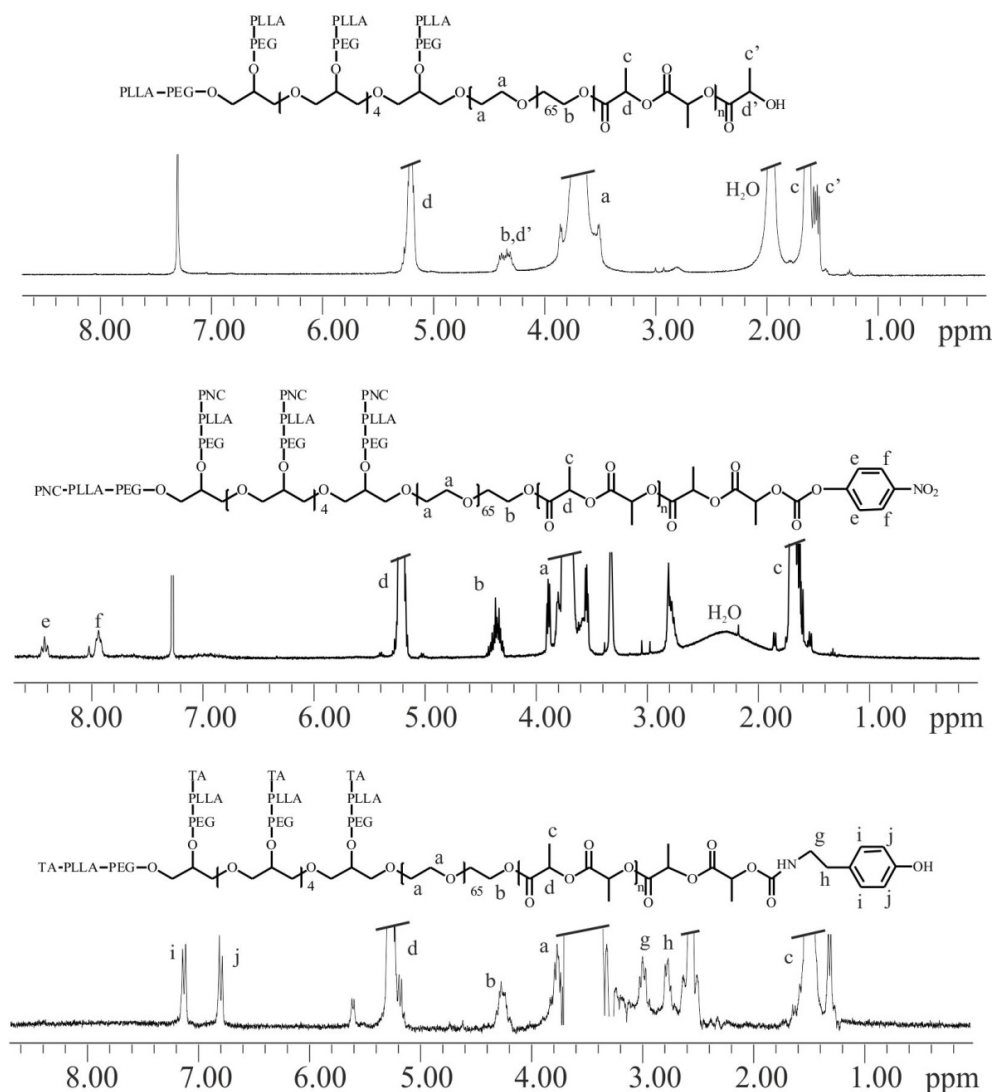 PLLA PLLA PLLA
PEG PEG PEG
O O O
a c c'
O O
PLLA-PEG-O O O O O O O O OH
4 a 65 b O d n O d'
O
d a H₂O c c'
b,d'
8.00 7.00 6.00 5.00 4.00 3.00 2.00 1.00 ppm
PNC PNC PNC
PLLA PLLA PLLA
PEG PEG PEG
O O O
a c O O e f
PNC-PLLA-PEG-O O O O O O O O O O O NO₂
4 a 65 b O d n O O e f
d b a c
e f H₂O
8.00 7.00 6.00 5.00 4.00 3.00 2.00 1.00 ppm
TA TA TA
PLLA PLLA PLLA
PEG PEG PEG
O O O
a c O O g i j
TA-PLLA-PEG-O O O O O O O O O NH OH
4 a 65 b O d n O O h i j
i j d b a g h c
8.00 7.00 6.00 5.00 4.00 3.00 2.00 1.00 ppm